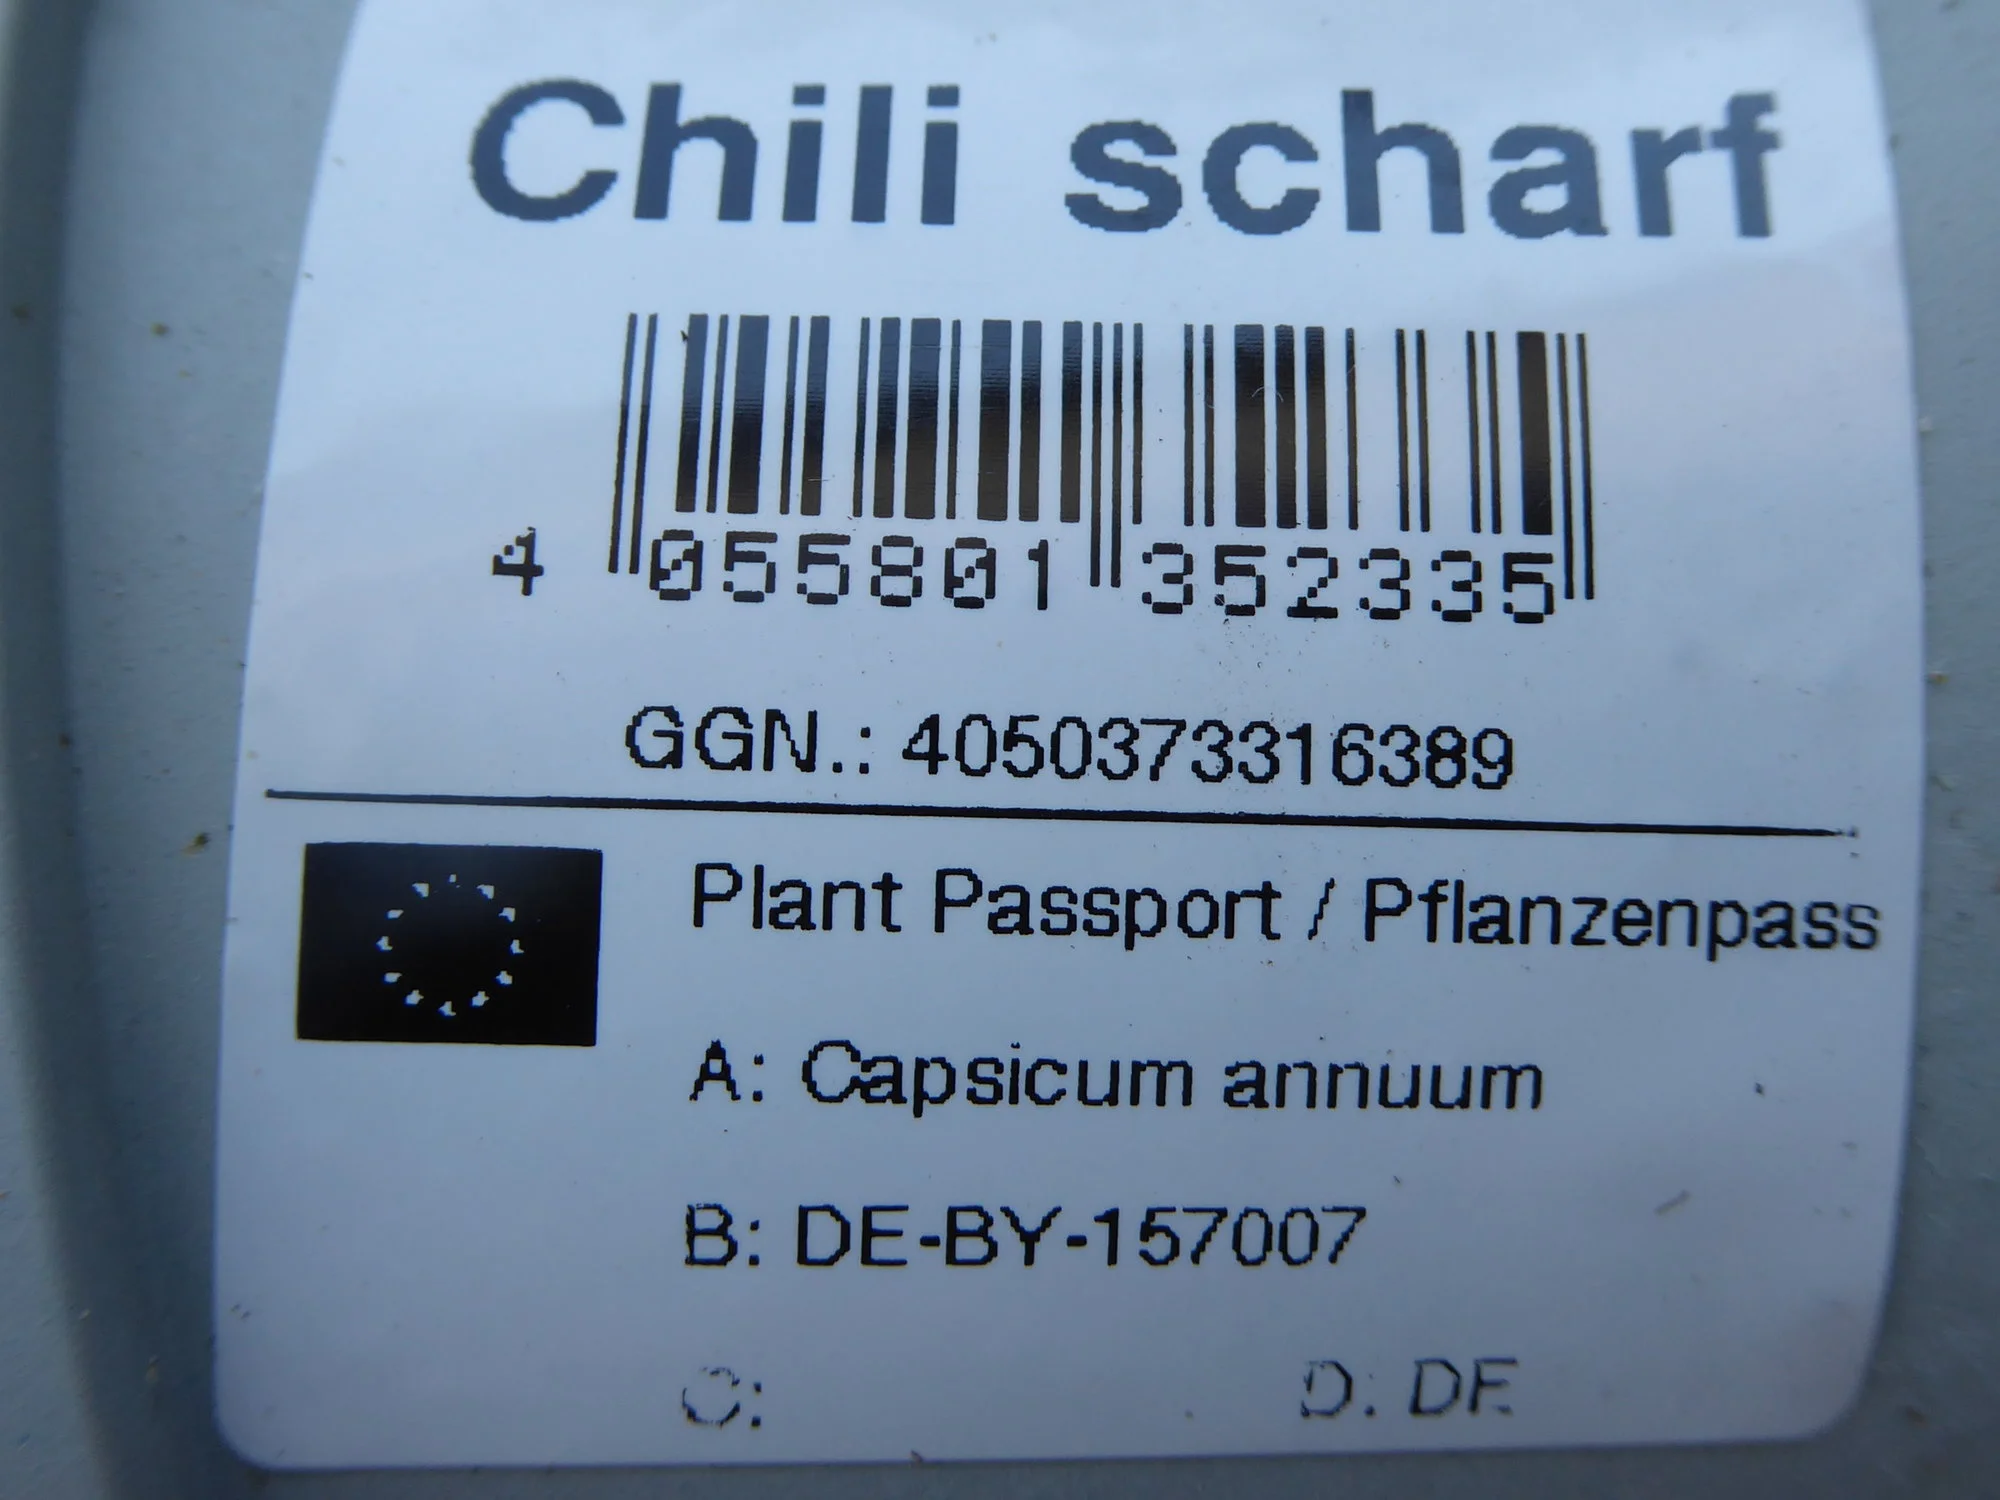 Chili scharf
4 055801 352335
GGN.: 4050373316389
Plant Passport / Pflanzenpass
A: Capsicum annuum
B: DE-BY-157007
C: D: DE